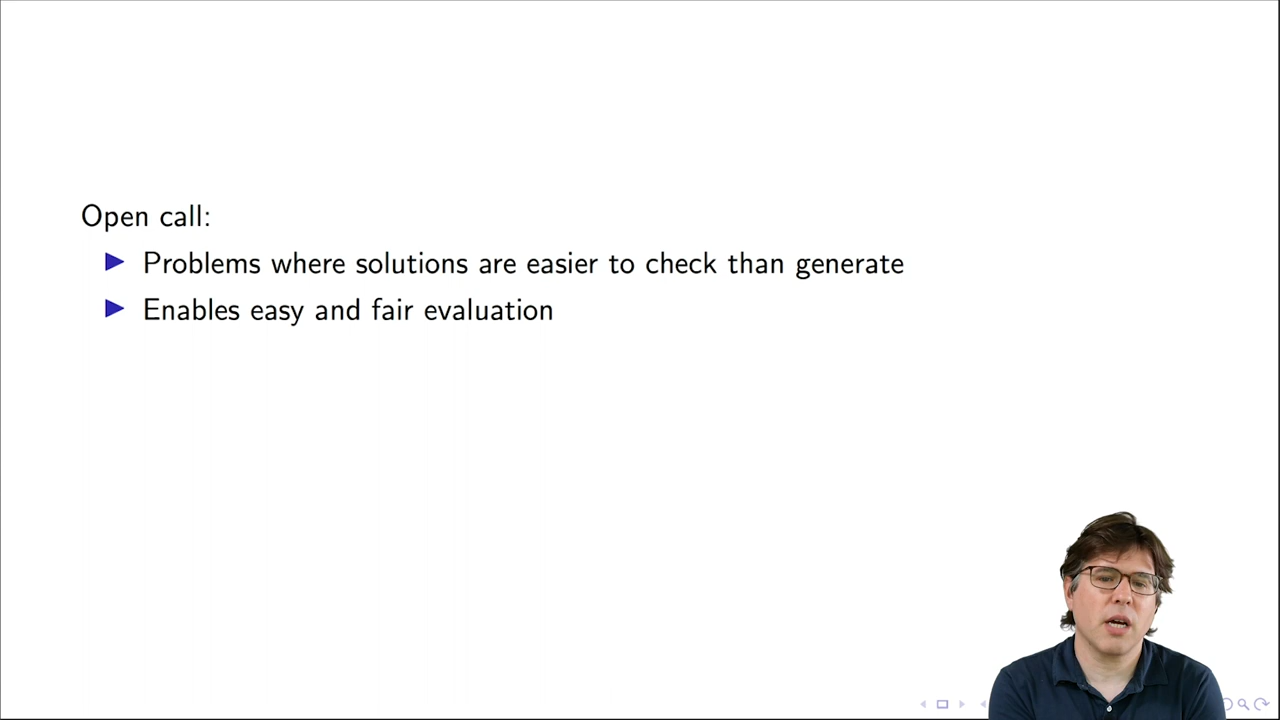 Open call:
Problems where solutions are easier to check than generate
Enables easy and fair evaluation